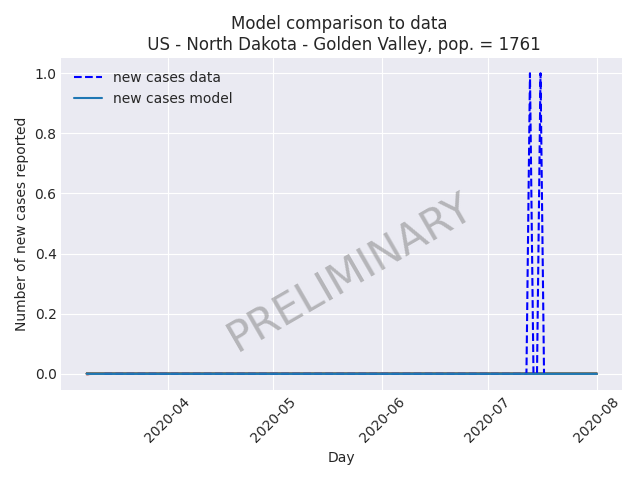 Model comparison to data
US - North Dakota - Golden Valley, pop. = 1761
new cases data
new cases model
1.0
0.8
0.6
0.4
0.2
0.0
Number of new cases reported
PRELIMINARY
2020-04
2020-05
2020-06
2020-07
2020-08
Day